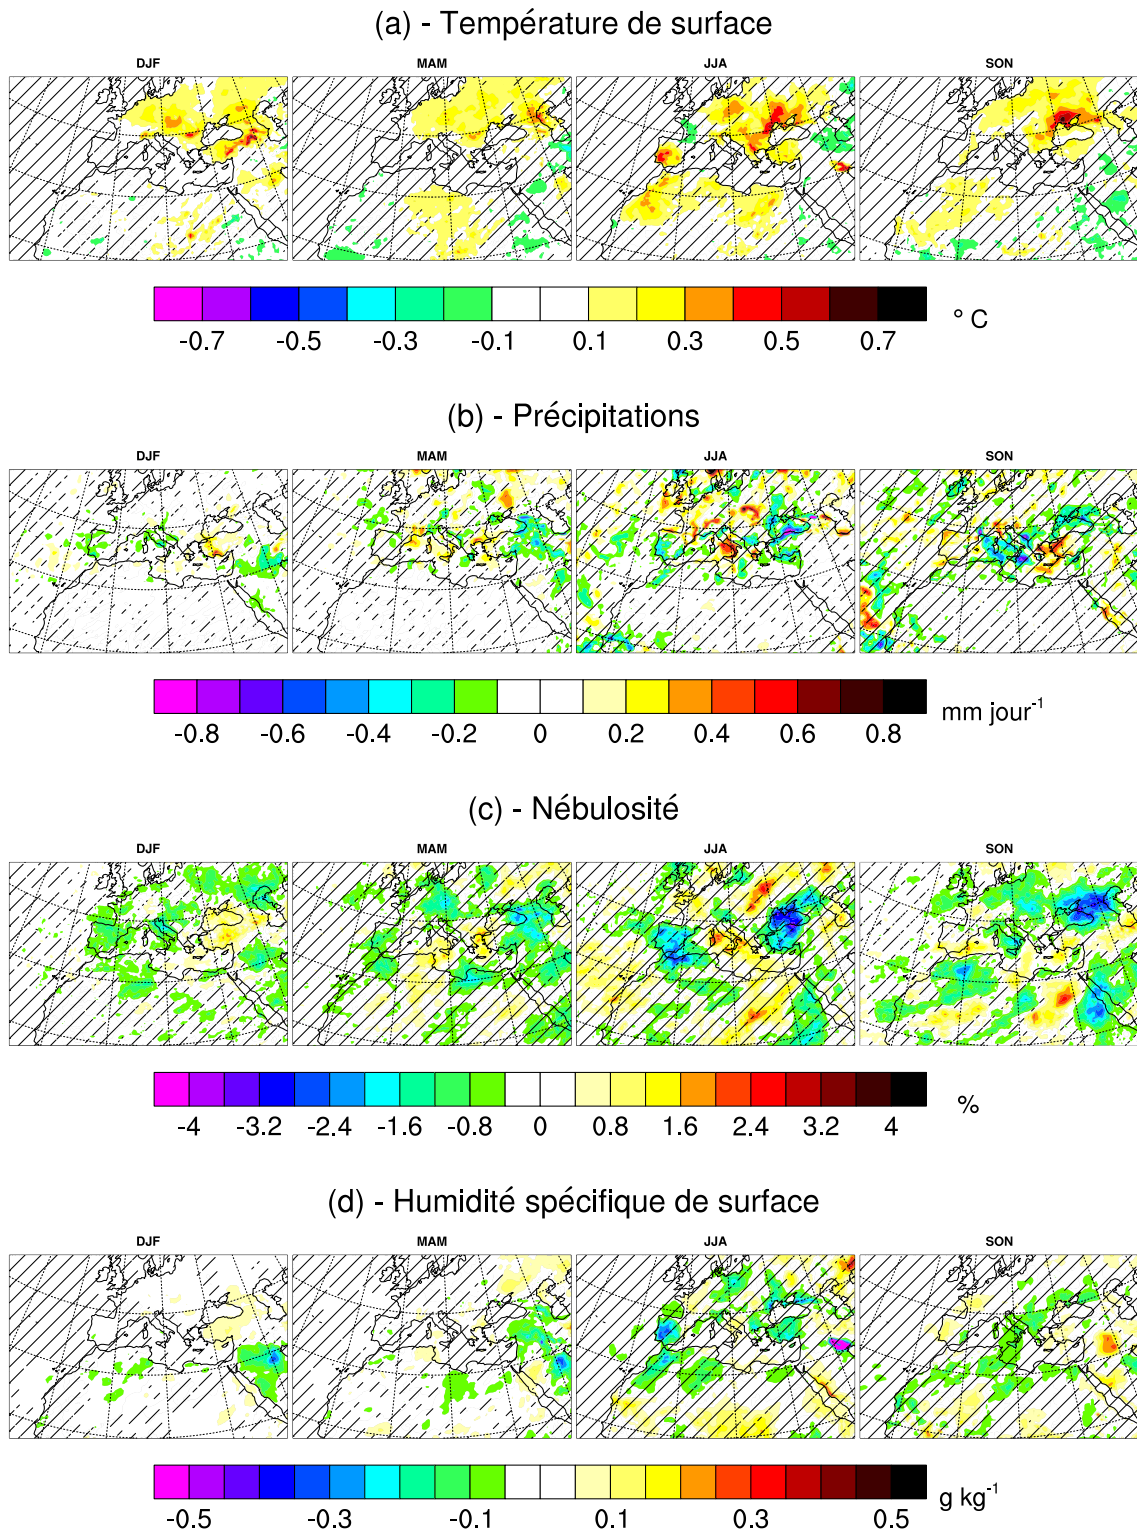 (a) - Température de surface
DJF MAM JJA SON
-0.7 -0.5 -0.3 -0.1 0.1 0.3 0.5 0.7 ° C
(b) - Précipitations
DJF MAM JJA SON
-0.8 -0.6 -0.4 -0.2 0 0.2 0.4 0.6 0.8 mm jour-1
(c) - Nébulosité
DJF MAM JJA SON
-4 -3.2 -2.4 -1.6 -0.8 0 0.8 1.6 2.4 3.2 4 %
(d) - Humidité spécifique de surface
DJF MAM JJA SON
-0.5 -0.3 -0.1 0.1 0.3 0.5 g kg-1